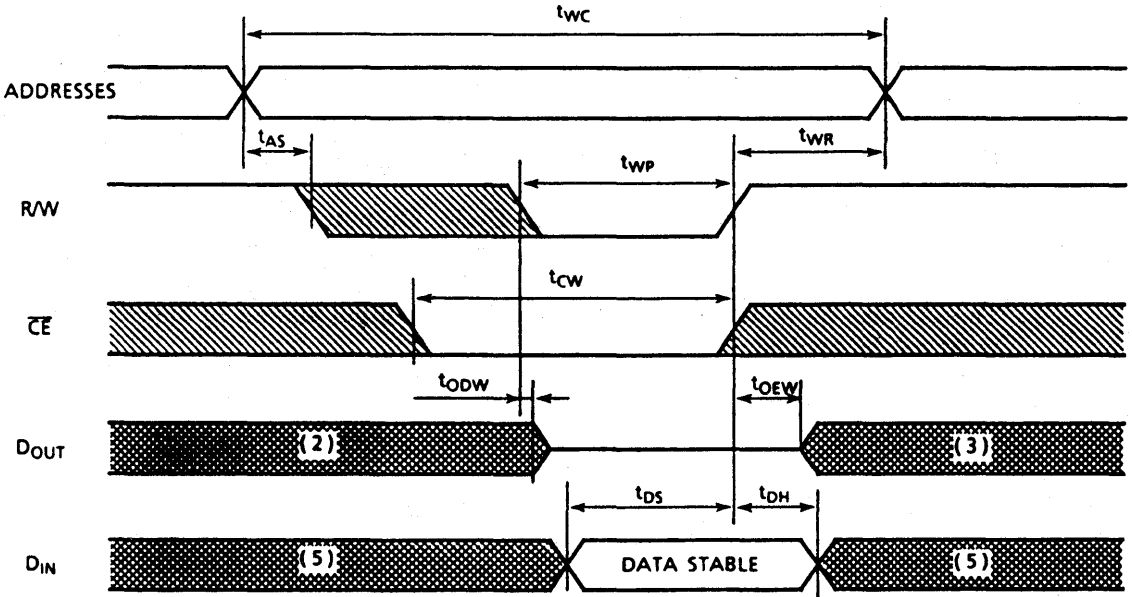 tWC
ADDRESSES
tAS
tWR
tWP
R/W
tCW
CE
tODW
tOEW
DOUT
(2)
(3)
tDS
tDH
DIN
(5)
DATA STABLE
(5)